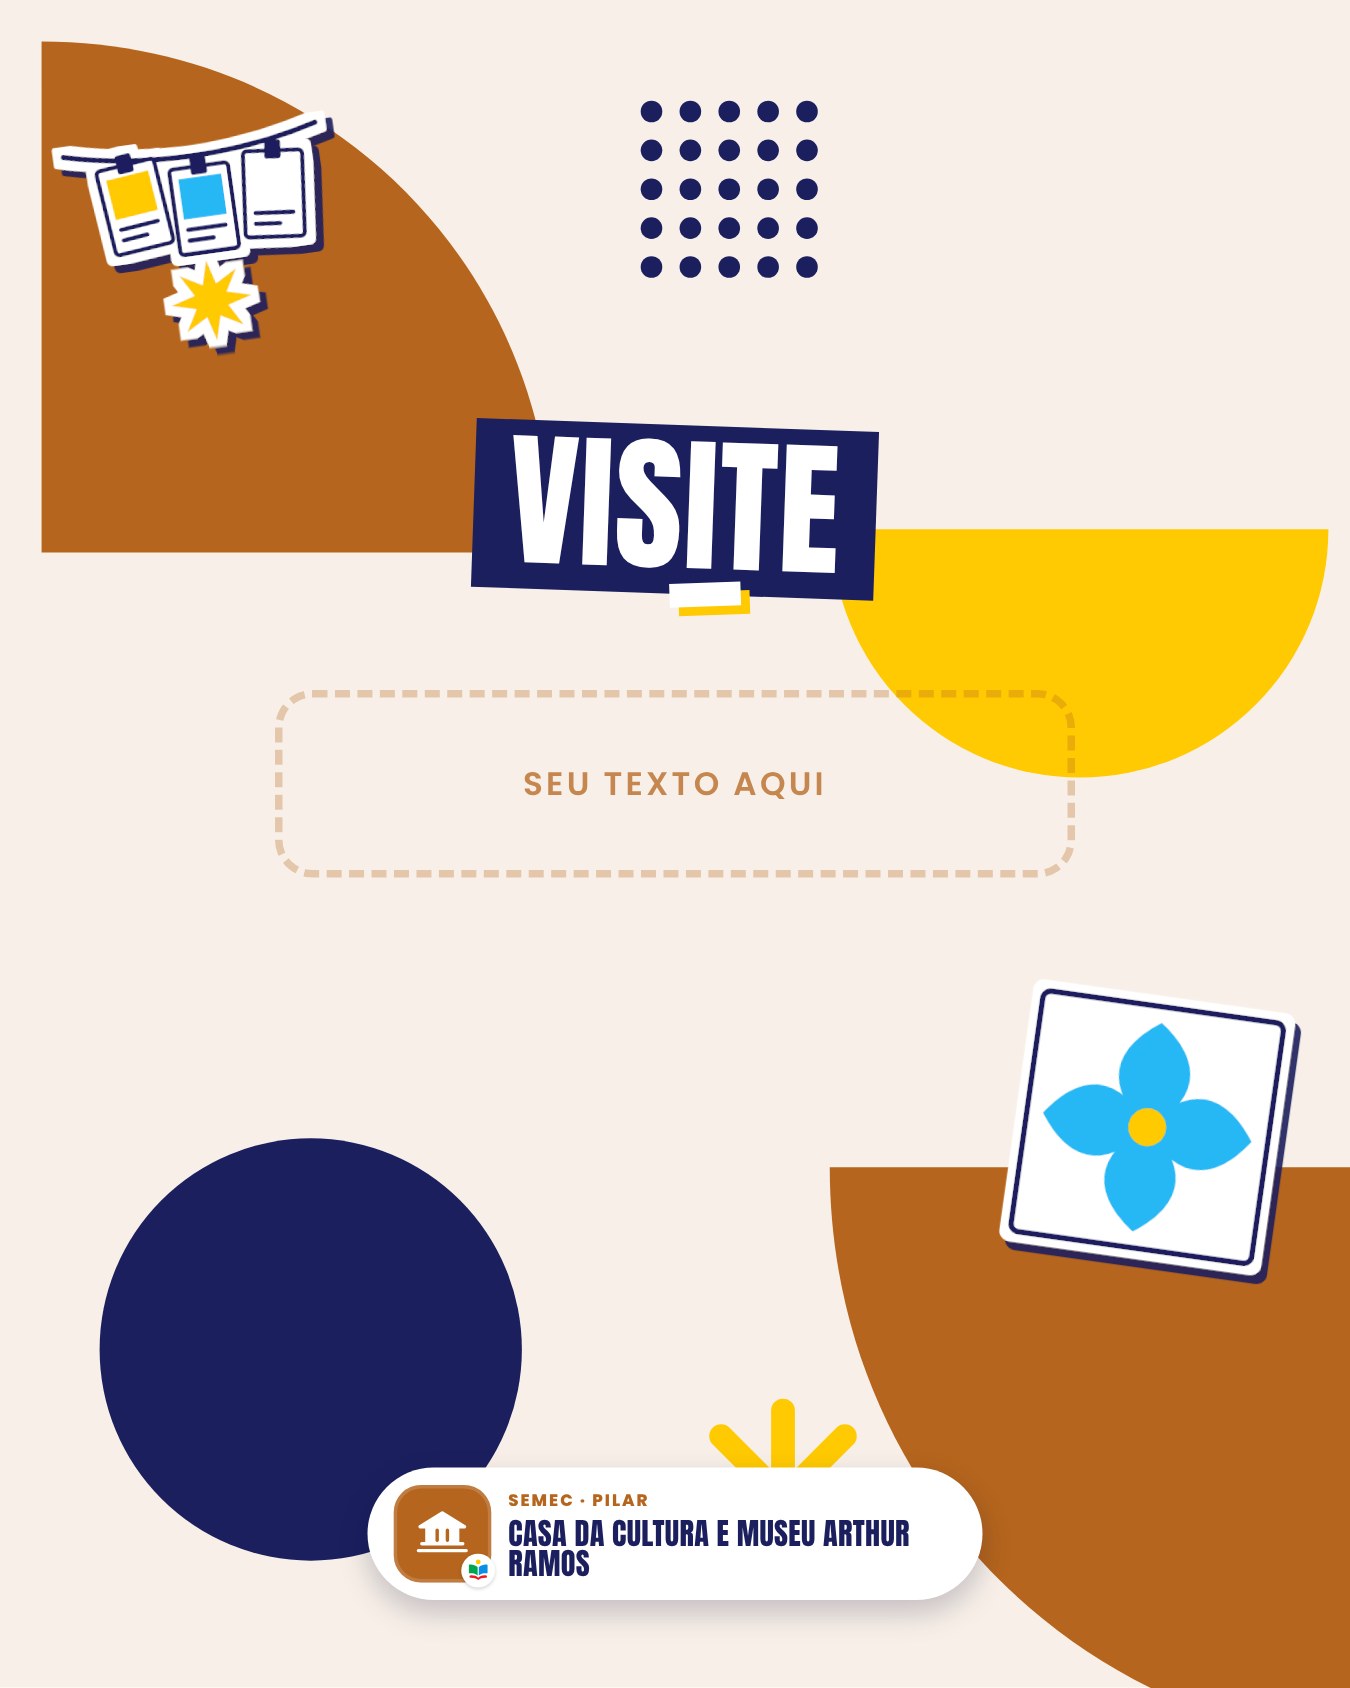 VISITE
SEU TEXTO AQUI
SEMEC · PILAR
CASA DA CULTURA E MUSEU ARTHUR
RAMOS